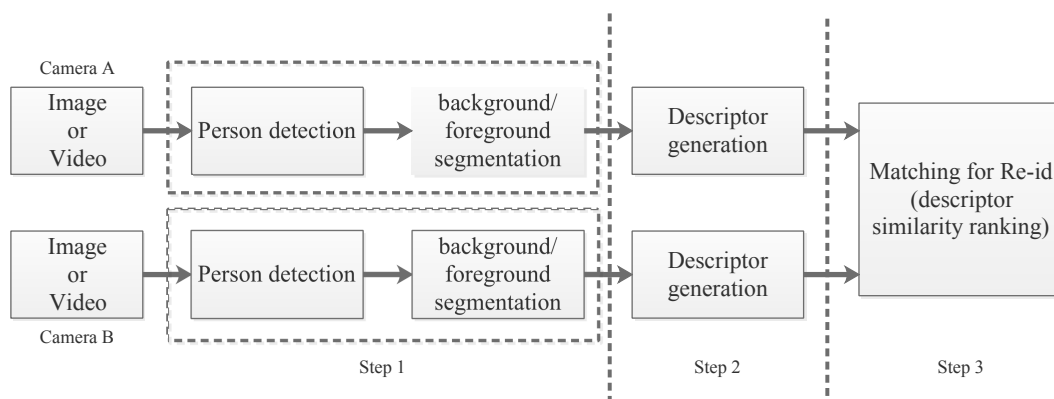 Camera A
Image
or
Video
Person detection
background/
foreground
segmentation
Descriptor
generation
Matching for Re-id
(descriptor
similarity ranking)
Image
or
Video
Camera B
Person detection
background/
foreground
segmentation
Descriptor
generation
Step 1
Step 2
Step 3